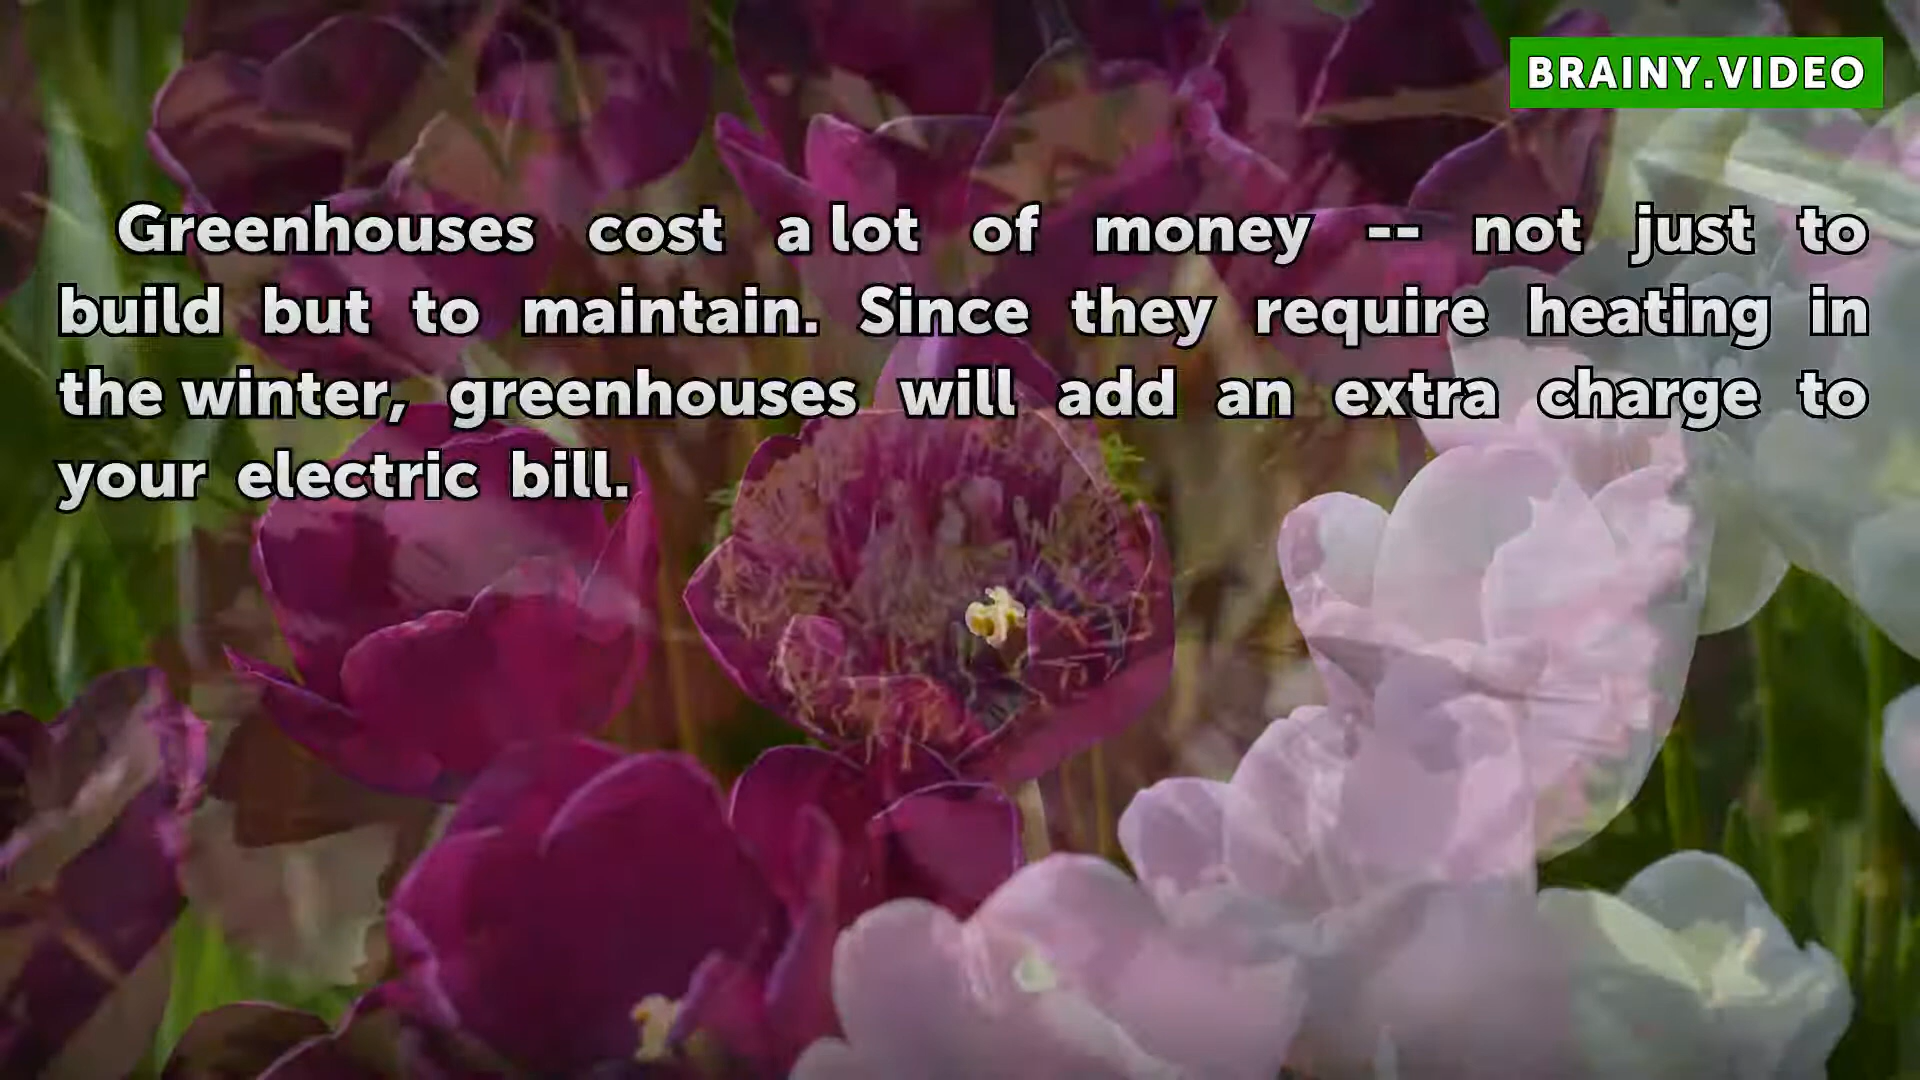 BRAINY.VIDEO
Greenhouses cost a lot of money -- not just to
build but to maintain. Since they require heating in
the winter, greenhouses will add an extra charge to
your electric bill.